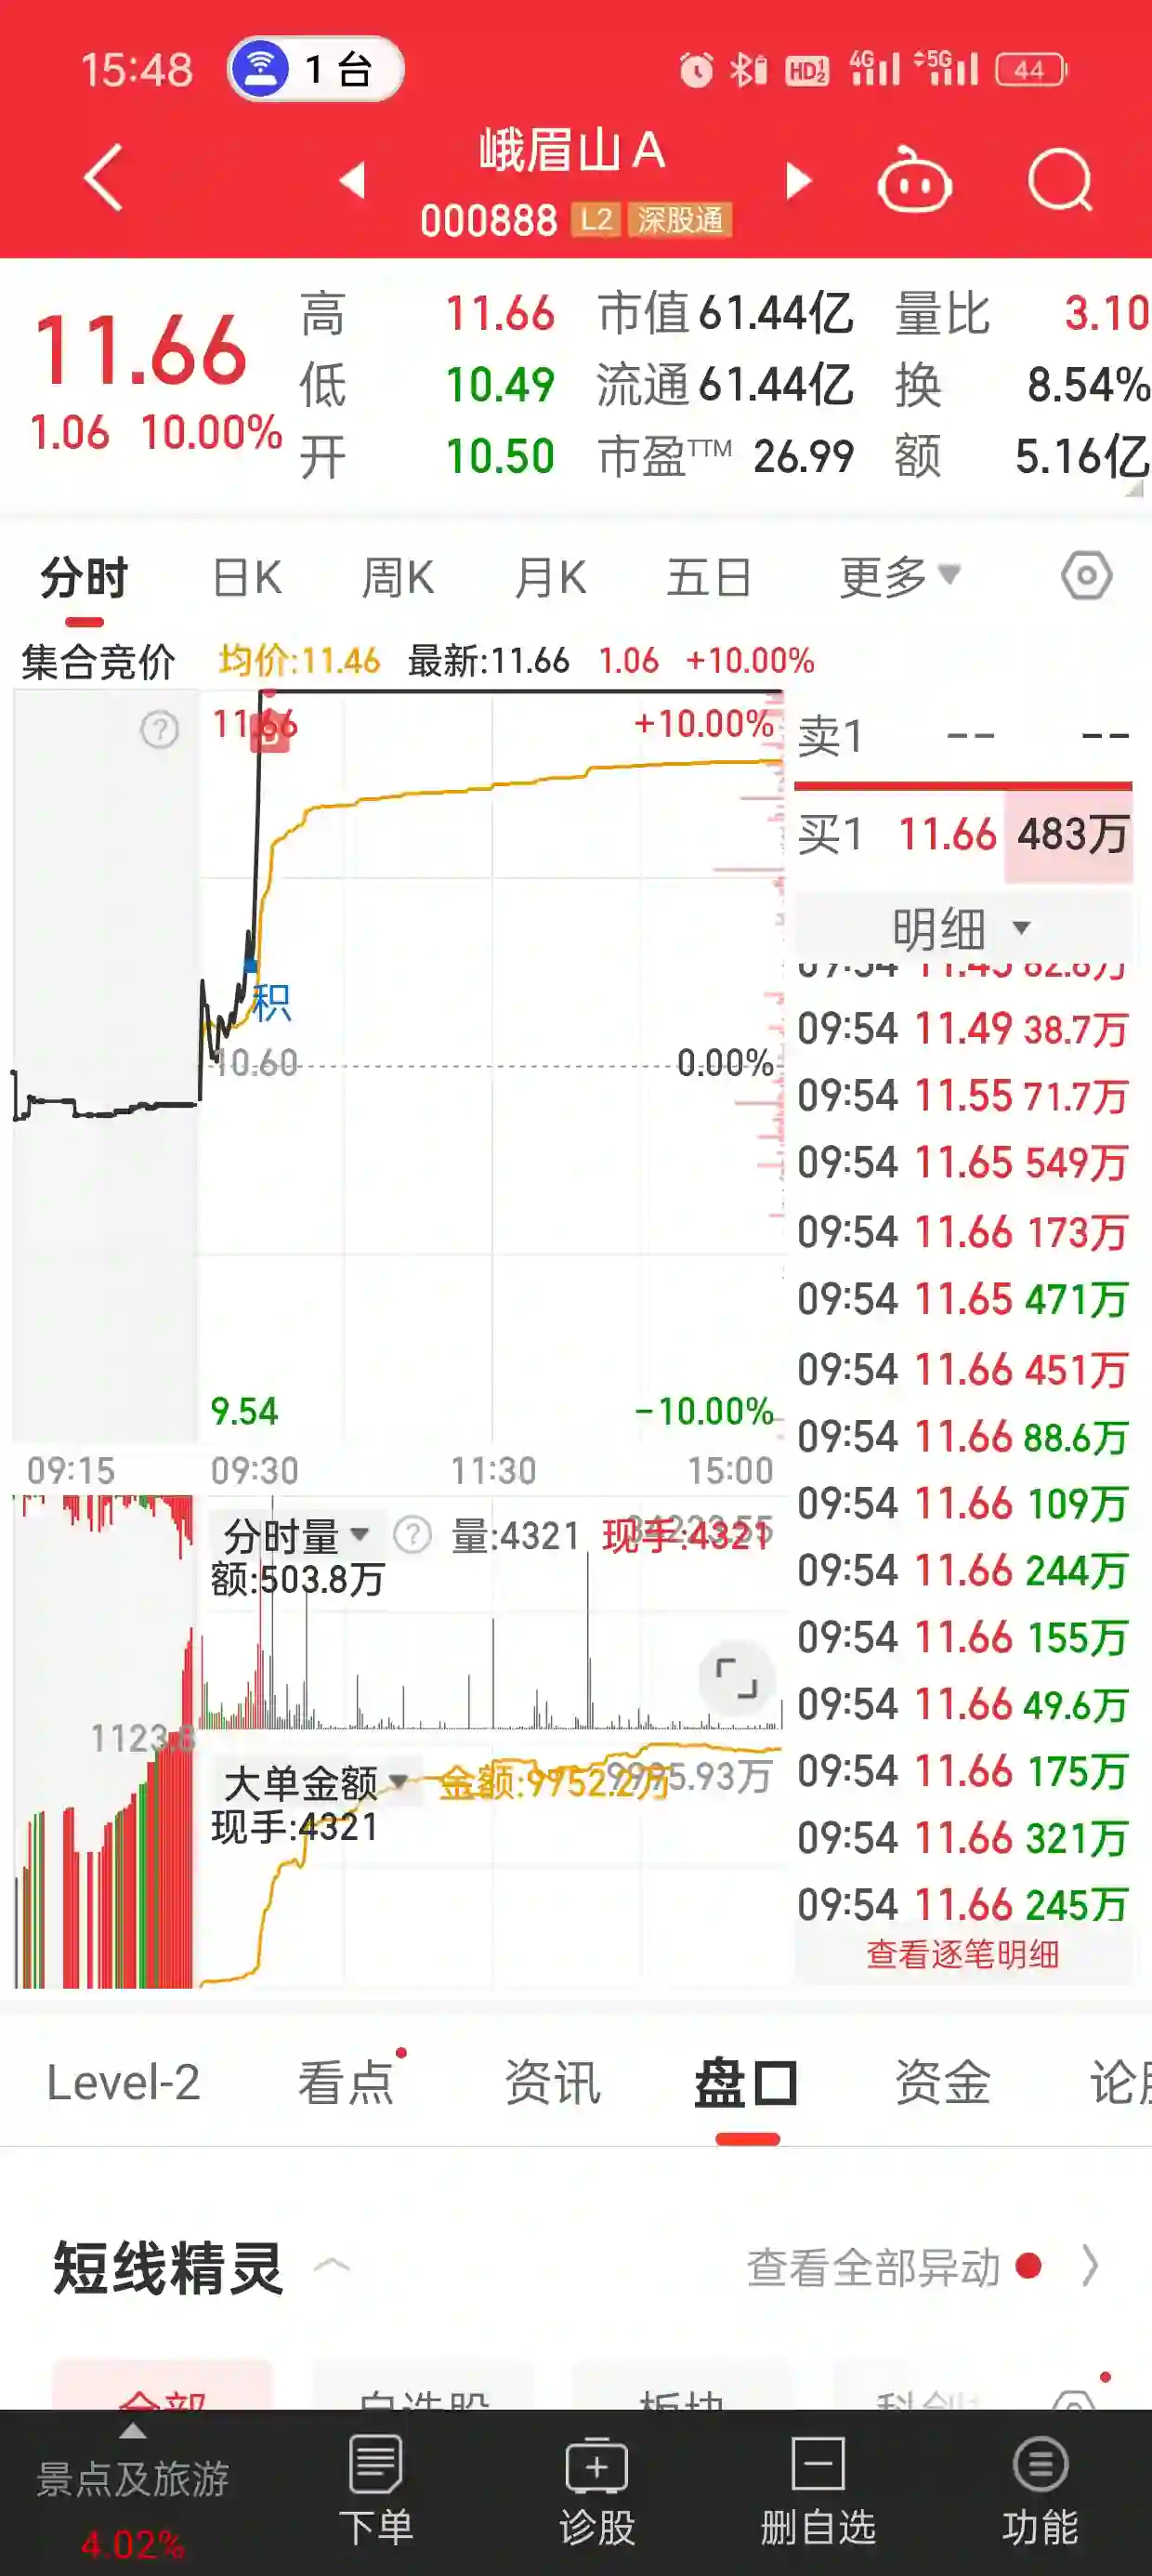 15:48 1 台 HD 1 2 4G 5G 44
峨眉山 A
000888 L2 深股通
11.66
1.06 10.00%
高 11.66 市值 61.44亿 量比 3.10
低 10.49 流通 61.44亿 换 8.54%
开 10.50 市盈TTM 26.99 额 5.16亿
分时 日K 周K 月K 五日 更多
集合竞价 均价:11.46 最新:11.66 1.06 +10.00%
11.66 +10.00%
卖1 -- --
买1 11.66 483万
明细
积
10.60 0.00%
9.54 -10.00%
09:15 09:30 11:30 15:00
09:54 11.49 38.7万
09:54 11.55 71.7万
09:54 11.65 549万
09:54 11.66 173万
09:54 11.65 471万
09:54 11.66 451万
09:54 11.66 88.6万
09:54 11.66 109万
09:54 11.66 244万
09:54 11.66 155万
09:54 11.66 49.6万
09:54 11.66 175万
09:54 11.66 321万
09:54 11.66 245万
查看逐笔明细
分时量 ? 量:4321 现手:4321
额:503.8万
1123.8
大单金额 金额:9752.2万
现手:4321
Level-2 看点 资讯 盘口 资金
短线精灵 查看全部异动
全部 自选股 板块
景点及旅游
4.02%
下单 诊股 删自选 功能